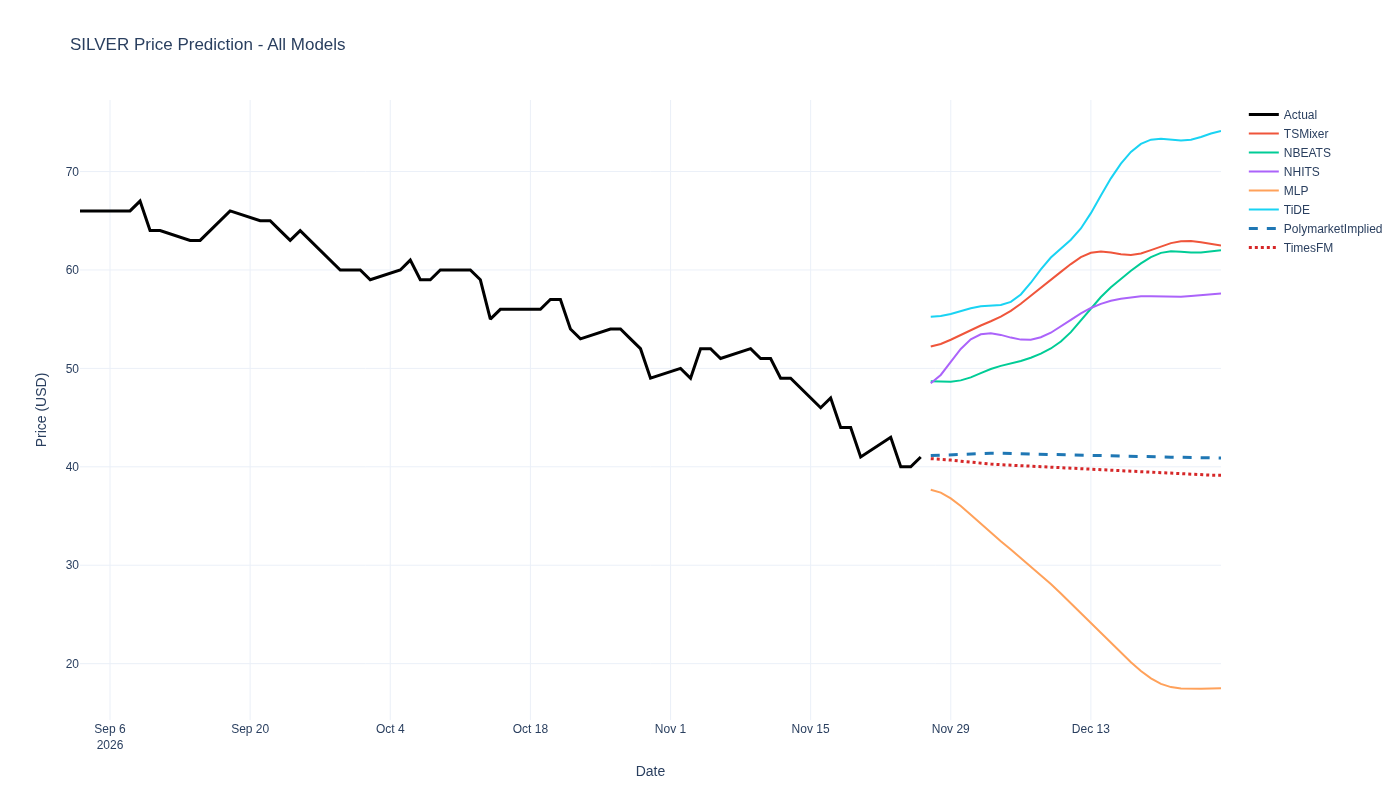 SILVER Price Prediction - All Models
Actual
TSMixer
NBEATS
NHITS
MLP
TiDE
PolymarketImplied
TimesFM
Price (USD)
70
60
50
40
30
20
Sep 6
2026
Sep 20
Oct 4
Oct 18
Nov 1
Nov 15
Nov 29
Dec 13
Date